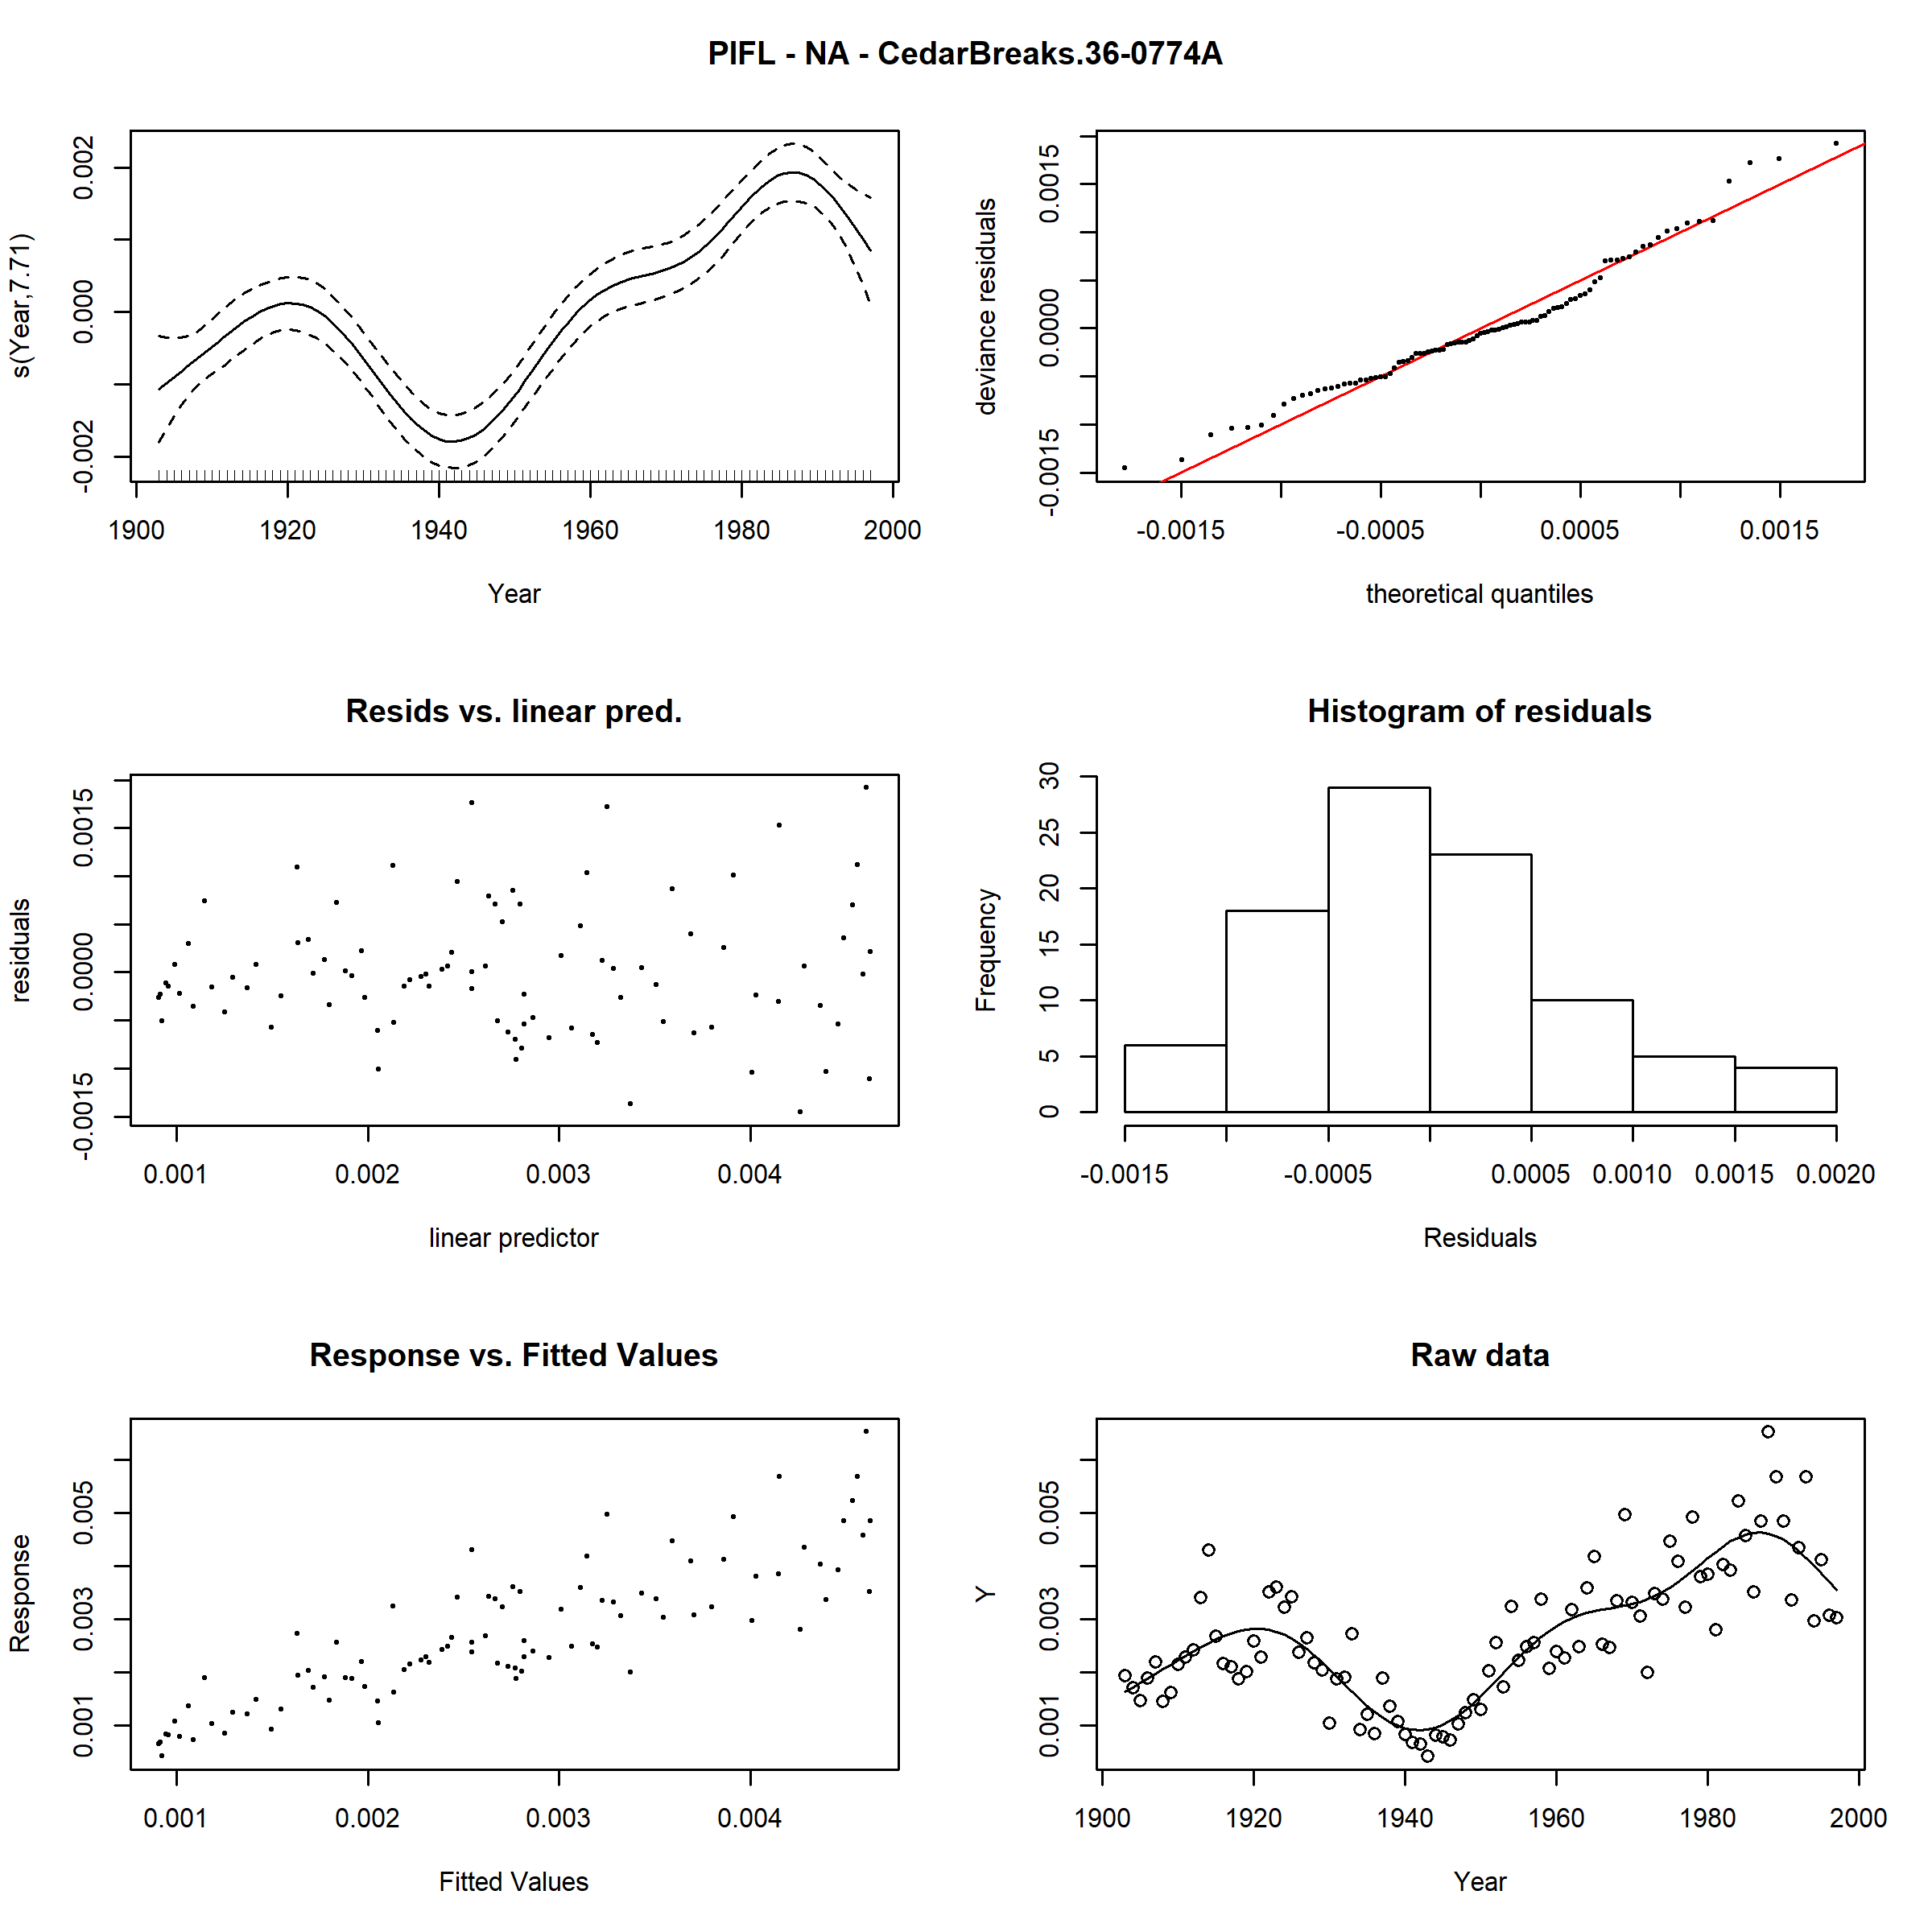 PIFL - NA - CedarBreaks.36-0774A
s(Year,7.71)
0.002
0.000
-0.002
1900 1920 1940 1960 1980 2000
Year
deviance residuals
0.0015
0.0000
-0.0015
-0.0015 -0.0005 0.0005 0.0015
theoretical quantiles
Resids vs. linear pred.
residuals
0.0015
0.0000
-0.0015
0.001 0.002 0.003 0.004
linear predictor
Histogram of residuals
Frequency
30
25
20
15
10
5
0
-0.0015 -0.0005 0.0005 0.0010 0.0015 0.0020
Residuals
Response vs. Fitted Values
Response
0.005
0.003
0.001
0.001 0.002 0.003 0.004
Fitted Values
Raw data
Y
0.005
0.003
0.001
1900 1920 1940 1960 1980 2000
Year